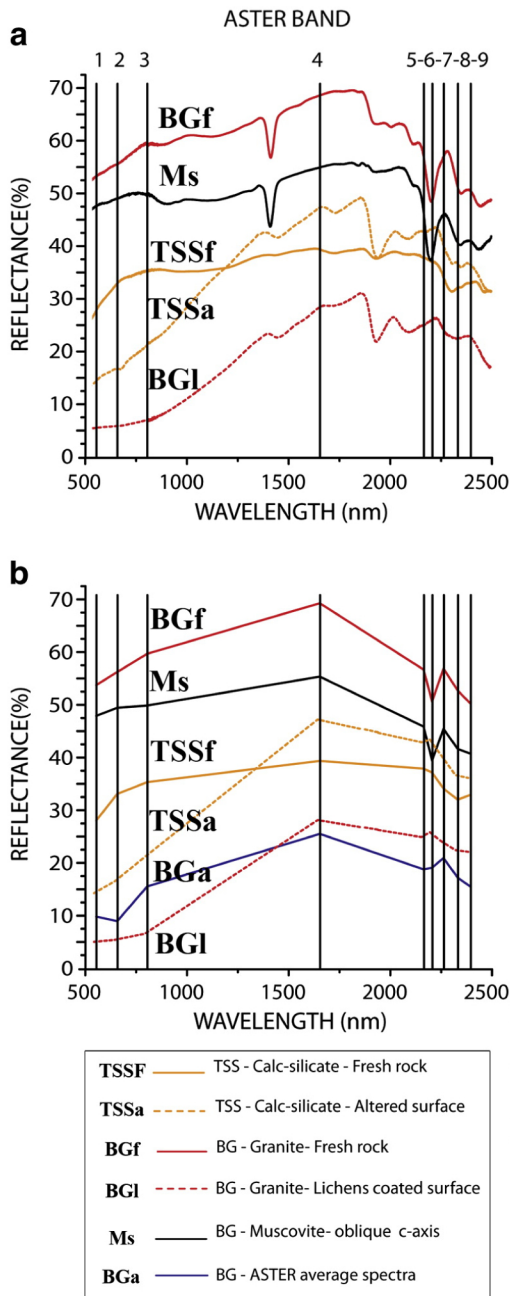 a
ASTER BAND
1 2 3 4 5-6-7-8-9
REFLECTANCE(%)
70
60
50
40
30
20
10
0
BGf
Ms
TSSf
TSSa
BGl
500 1000 1500 2000 2500
WAVELENGTH (nm)
b
REFLECTANCE(%)
70
60
50
40
30
20
10
0
BGf
Ms
TSSf
TSSa
BGa
BGl
500 1000 1500 2000 2500
WAVELENGTH (nm)
TSSF TSS - Calc-silicate - Fresh rock
TSSa TSS - Calc-silicate - Altered surface
BGf BG - Granite- Fresh rock
BGl BG - Granite- Lichens coated surface
Ms BG - Muscovite- oblique c-axis
BGa BG - ASTER average spectra